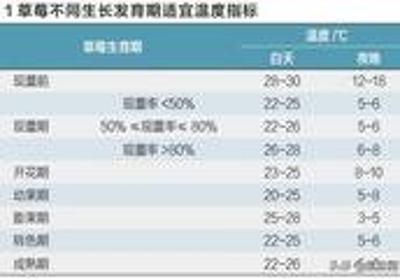 1 草莓不同生长发育期适宜温度指标
草莓生育期 温度 /℃
白天 夜晚
现蕾前 28~30 12~18
现蕾率 <50% 22~25 5~6
现蕾期 50% ≤现蕾率≤ 80% 22~26 5~6
现蕾率 >80% 26~28 6~8
开花期 23~25 8~10
幼果期 20~25 5~8
膨果期 25~28 3~5
转色期 22~25 5~6
成熟期 22~26